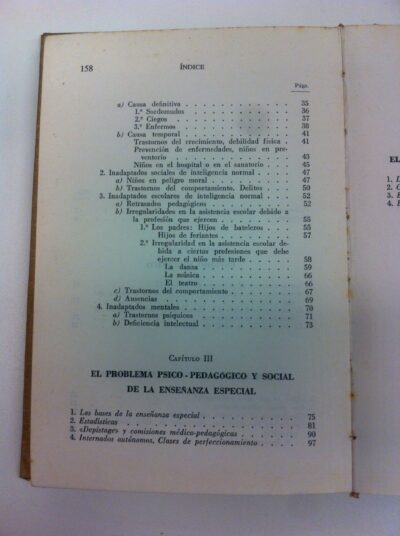 158 ÍNDICE
Págs.
a) Causa definitiva . . . . . . . . . . 35
1.º Sordomudos . . . . . . . . . . 36
2.º Ciegos . . . . . . . . . . 37
3.º Enfermos . . . . . . . . . . 38
b) Causa temporal . . . . . . . . . . 41
Trastornos del crecimiento, debilidad física . 41
Prevención de enfermedades, niños en pre-
ventorio . . . . . . . . . . 43
Niños en el hospital o en el sanatorio . . . 45
2. Inadaptados sociales de inteligencia normal . . . 47
a) Niños en peligro moral . . . . . . . 47
b) Trastornos del comportamiento. Delitos . . . 50
3. Inadaptados escolares de inteligencia normal . . . 52
a) Retrasados pedagógicos . . . . . . . 52
b) Irregularidades en la asistencia escolar debido a
la profesión que ejercen . . . . . . . 55
1.º Los padres: Hijos de bateleros . . . . 55
Hijos de feriantes . . . . . . . 57
2.º Irregularidad en la asistencia escolar de-
bida a ciertas profesiones que debe
ejercer el niño más tarde . . . . . . 58
La danza . . . . . . . . . . 59
La música . . . . . . . . . . 66
El teatro . . . . . . . . . . 66
c) Trastornos del comportamiento . . . . . 67
d) Ausencias . . . . . . . . . . 69
4. Inadaptados mentales . . . . . . . . 70
a) Trastornos psíquicos . . . . . . . . 71
b) Deficiencia intelectual . . . . . . . . 73
CAPÍTULO III
EL PROBLEMA PSICO-PEDAGÓGICO Y SOCIAL
DE LA ENSEÑANZA ESPECIAL
1. Las bases de la enseñanza especial . . . . . . . 75
2. Estadísticas . . . . . . . . . . 81
3. «Depistage» y comisiones médico-pedagógicas . . . . 90
4. Internados autónomos, Clases de perfeccionamiento . . . 97